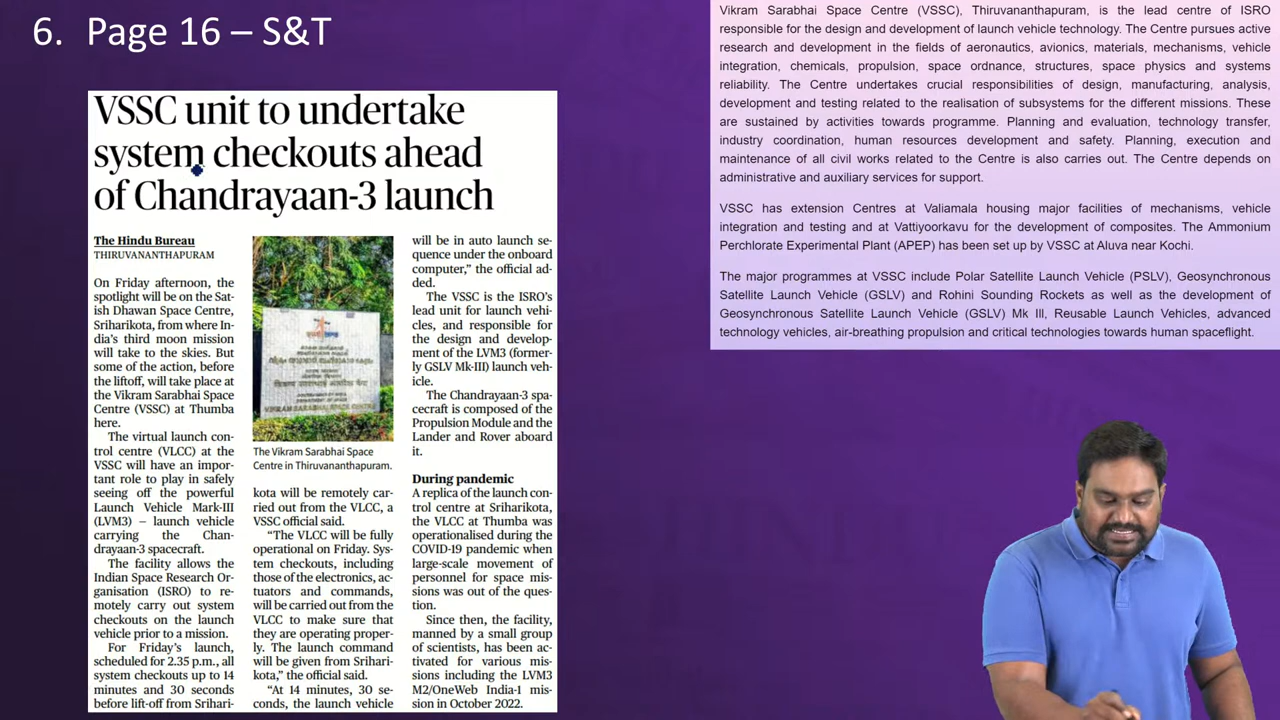 6. Page 16 – S&T
VSSC unit to undertake
system checkouts ahead
of Chandrayaan-3 launch
The Hindu Bureau
THIRUVANANTHAPURAM
On Friday afternoon, the
spotlight will be on the Sat-
ish Dhawan Space Centre,
Sriharikota, from where In-
dia's third moon mission
will take to the skies. But
some of the action, before
the liftoff, will take place at
the Vikram Sarabhai Space
Centre (VSSC) at Thumba
here.
The virtual launch con-
trol centre (VLCC) at the
VSSC will have an impor-
tant role to play in safely
seeing off the powerful
Launch Vehicle Mark-III
(LVM3) — launch vehicle
carrying the Chan-
drayaan-3 spacecraft.
The facility allows the
Indian Space Research Or-
ganisation (ISRO) to re-
motely carry out system
checkouts on the launch
vehicle prior to a mission.
For Friday's launch,
scheduled for 2.35 p.m., all
system checkouts up to 14
minutes and 30 seconds
before lift-off from Srihari-
VIKRAM SARABHAI SPACE CENTRE
The Vikram Sarabhai Space
Centre in Thiruvananthapuram.
kota will be remotely car-
ried out from the VLCC, a
VSSC official said.
"The VLCC will be fully
operational on Friday. Sys-
tem checkouts, including
those of the electronics, ac-
tuators and commands,
will be carried out from the
VLCC to make sure that
they are operating proper-
ly. The launch command
will be given from Srihari-
kota," the official said.
"At 14 minutes, 30 se-
conds, the launch vehicle
will be in auto launch se-
quence under the onboard
computer," the official ad-
ded.
The VSSC is the ISRO's
lead unit for launch vehi-
cles, and responsible for
the design and develop-
ment of the LVM3 (former-
ly GSLV Mk-III) launch veh-
icle.
The Chandrayaan-3 spa-
cecraft is composed of the
Propulsion Module and the
Lander and Rover aboard
it.
During pandemic
A replica of the launch con-
trol centre at Sriharikota,
the VLCC at Thumba was
operationalised during the
COVID-19 pandemic when
large-scale movement of
personnel for space mis-
sions was out of the ques-
tion.
Since then, the facility,
manned by a small group
of scientists, has been ac-
tivated for various mis-
sions including the LVM3
M2/OneWeb India-1 mis-
sion in October 2022.
Vikram Sarabhai Space Centre (VSSC), Thiruvananthapuram, is the lead centre of ISRO
responsible for the design and development of launch vehicle technology. The Centre pursues active
research and development in the fields of aeronautics, avionics, materials, mechanisms, vehicle
integration, chemicals, propulsion, space ordnance, structures, space physics and systems
reliability. The Centre undertakes crucial responsibilities of design, manufacturing, analysis,
development and testing related to the realisation of subsystems for the different missions. These
are sustained by activities towards programme. Planning and evaluation, technology transfer,
industry coordination, human resources development and safety. Planning, execution and
maintenance of all civil works related to the Centre is also carries out. The Centre depends on
administrative and auxiliary services for support.
VSSC has extension Centres at Valiamala housing major facilities of mechanisms, vehicle
integration and testing and at Vattiyoorkavu for the development of composites. The Ammonium
Perchlorate Experimental Plant (APEP) has been set up by VSSC at Aluva near Kochi.
The major programmes at VSSC include Polar Satellite Launch Vehicle (PSLV), Geosynchronous
Satellite Launch Vehicle (GSLV) and Rohini Sounding Rockets as well as the development of
Geosynchronous Satellite Launch Vehicle (GSLV) Mk III, Reusable Launch Vehicles, advanced
technology vehicles, air-breathing propulsion and critical technologies towards human spaceflight.